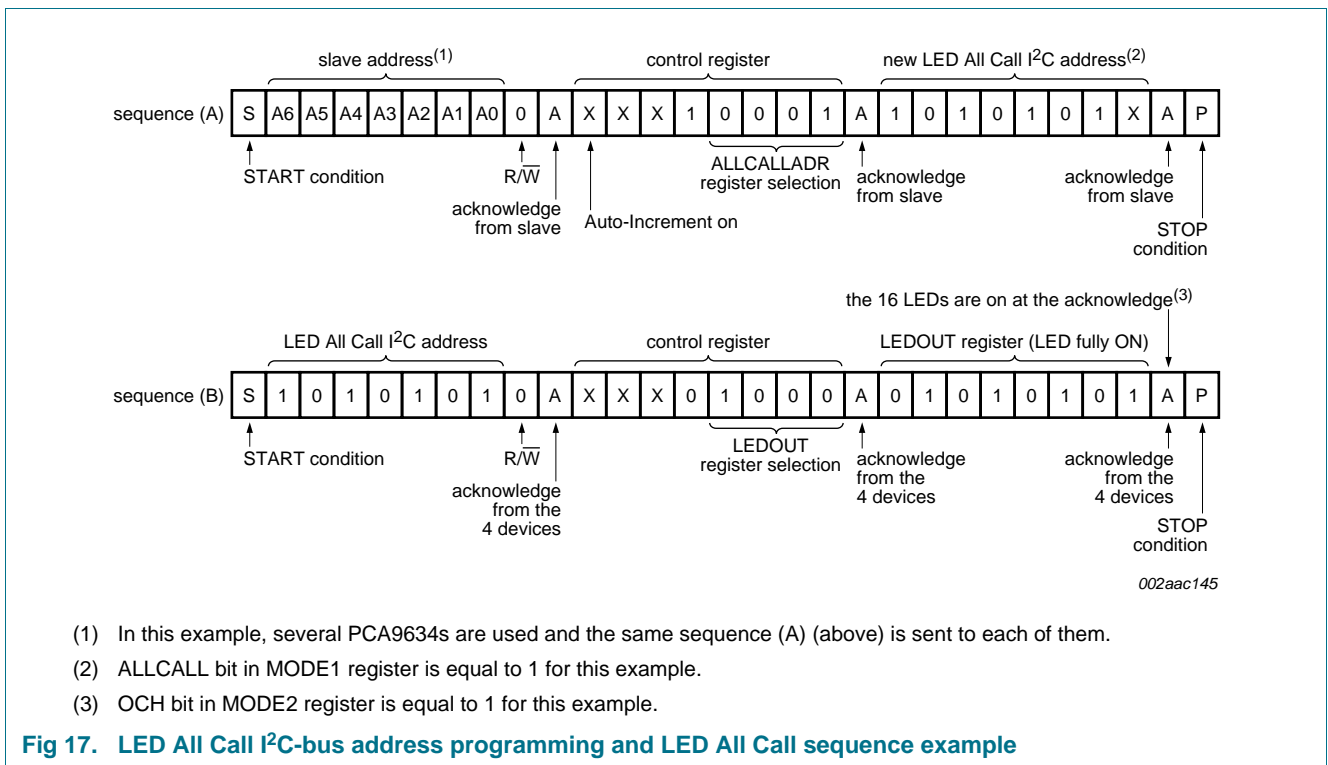 slave address(1) control register new LED All Call I2C address(2)
sequence (A) S A6 A5 A4 A3 A2 A1 A0 0 A X X X 1 0 0 0 1 A 1 0 1 0 1 0 1 X A P
START condition R/W ALLCALLADR acknowledge acknowledge
register selection from slave from slave
acknowledge
from slave Auto-Increment on STOP
condition
the 16 LEDs are on at the acknowledge(3)
LED All Call I2C address control register LEDOUT register (LED fully ON)
sequence (B) S 1 0 1 0 1 0 1 0 A X X X 0 1 0 0 0 A 0 1 0 1 0 1 0 1 A P
START condition R/W LEDOUT acknowledge acknowledge
register selection from the from the
acknowledge 4 devices 4 devices
from the
4 devices STOP
condition
002aac145
(1) In this example, several PCA9634s are used and the same sequence (A) (above) is sent to each of them.
(2) ALLCALL bit in MODE1 register is equal to 1 for this example.
(3) OCH bit in MODE2 register is equal to 1 for this example.
Fig 17. LED All Call I2C-bus address programming and LED All Call sequence example